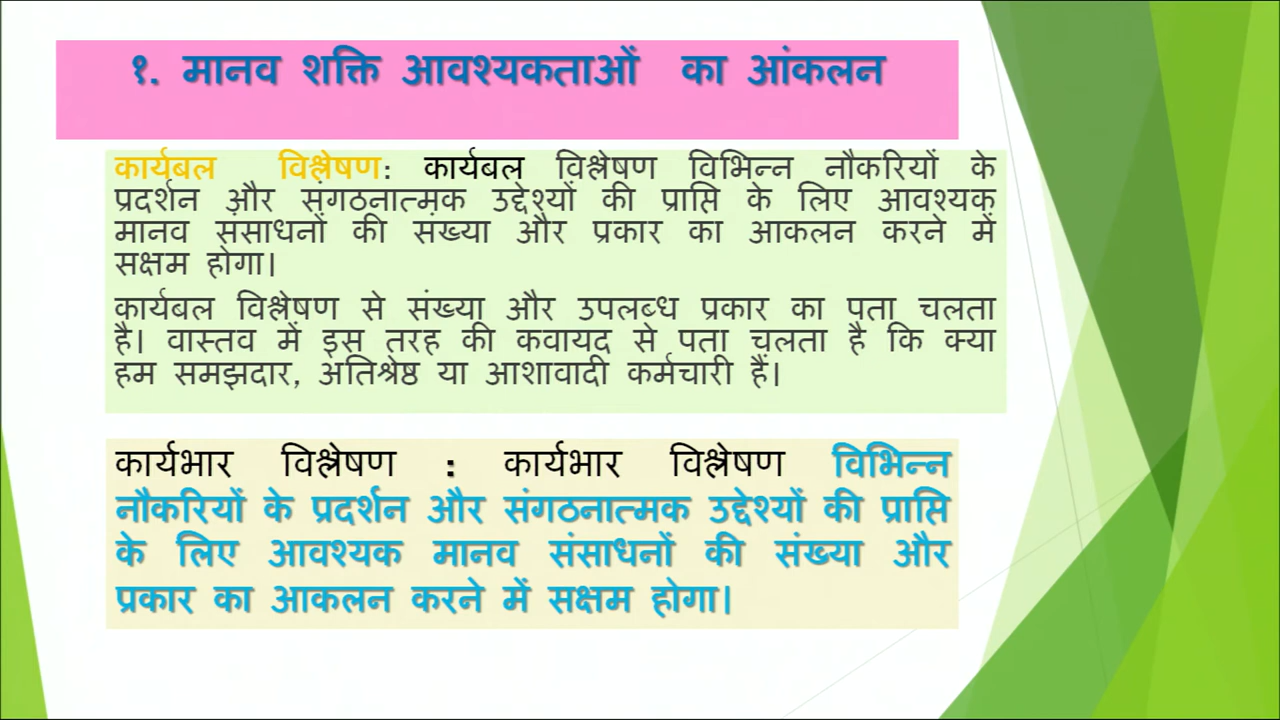 १. मानव शक्ति आवश्यकताओं का आंकलन
कार्यबल विश्लेषण: कार्यबल विश्लेषण विभिन्न नौकरियों के
प्रदर्शन और संगठनात्मक उद्देश्यों की प्राप्ति के लिए आवश्यक
मानव संसाधनों की संख्या और प्रकार का आकलन करने में
सक्षम होगा।
कार्यबल विश्लेषण से संख्या और उपलब्ध प्रकार का पता चलता
है। वास्तव में इस तरह की कवायद से पता चलता है कि क्या
हम समझदार, अतिश्रेष्ठ या आशावादी कर्मचारी हैं।
कार्यभार विश्लेषण : कार्यभार विश्लेषण विभिन्न
नौकरियों के प्रदर्शन और संगठनात्मक उद्देश्यों की प्राप्ति
के लिए आवश्यक मानव संसाधनों की संख्या और
प्रकार का आकलन करने में सक्षम होगा।